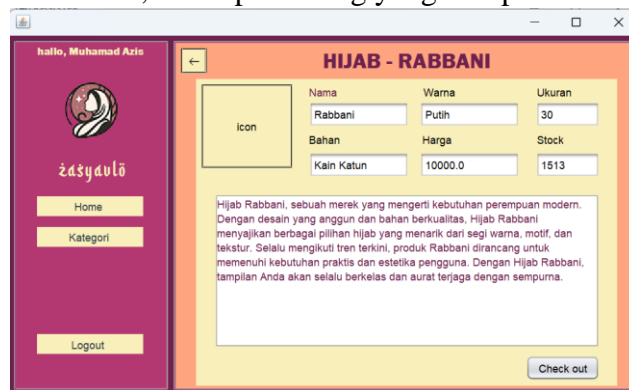 hallo, Muhamad Azis
żaśyaulö
Home
Kategori
Logout
←
HIJAB - RABBANI
icon
Nama
Warna
Ukuran
Rabbani
Putih
30
Bahan
Harga
Stock
Kain Katun
10000.0
1513
Hijab Rabbani, sebuah merek yang mengerti kebutuhan perempuan modern.
Dengan desain yang anggun dan bahan berkualitas, Hijab Rabbani
menyajikan berbagai pilihan hijab yang menarik dari segi warna, motif, dan
tekstur. Selalu mengikuti tren terkini, produk Rabbani dirancang untuk
memenuhi kebutuhan praktis dan estetika pengguna. Dengan Hijab Rabbani,
tampilan Anda akan selalu berkelas dan aurat terjaga dengan sempurna.
Check out